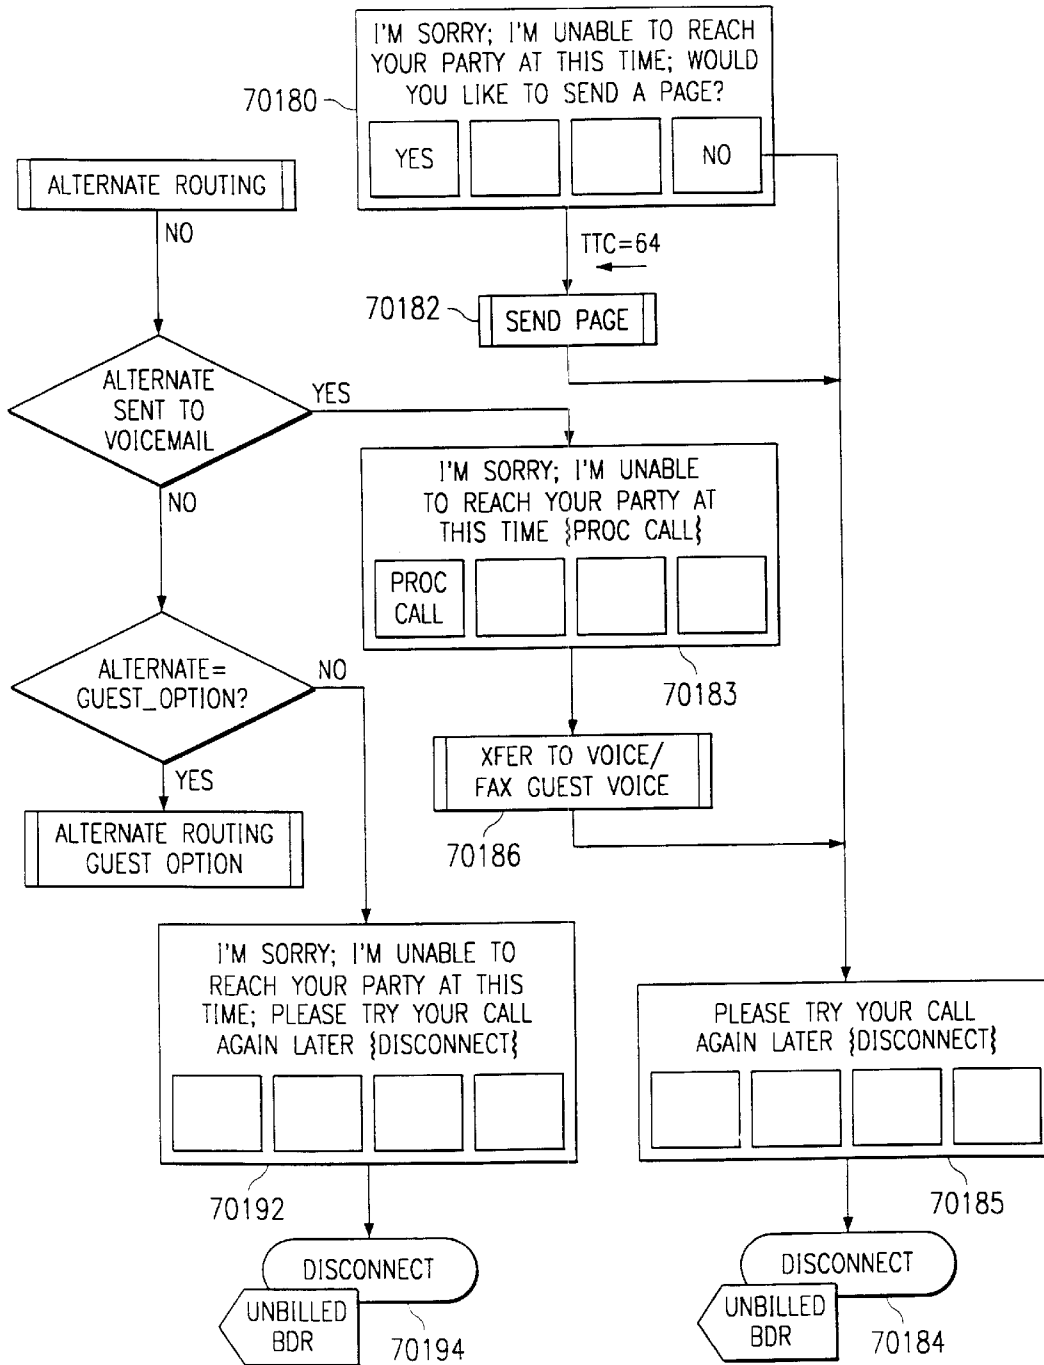 I'M SORRY; I'M UNABLE TO REACH
YOUR PARTY AT THIS TIME; WOULD
YOU LIKE TO SEND A PAGE?
70180
YES
NO
ALTERNATE ROUTING
NO
TTC=64
70182
SEND PAGE
ALTERNATE
SENT TO
VOICEMAIL
YES
NO
I'M SORRY; I'M UNABLE
TO REACH YOUR PARTY AT
THIS TIME {PROC CALL}
PROC
CALL
70183
ALTERNATE=
GUEST_OPTION?
NO
YES
XFER TO VOICE/
FAX GUEST VOICE
70186
ALTERNATE ROUTING
GUEST OPTION
I'M SORRY; I'M UNABLE TO
REACH YOUR PARTY AT THIS
TIME; PLEASE TRY YOUR CALL
AGAIN LATER {DISCONNECT}
70192
PLEASE TRY YOUR CALL
AGAIN LATER {DISCONNECT}
70185
DISCONNECT
UNBILLED
BDR
70194
DISCONNECT
UNBILLED
BDR
70184